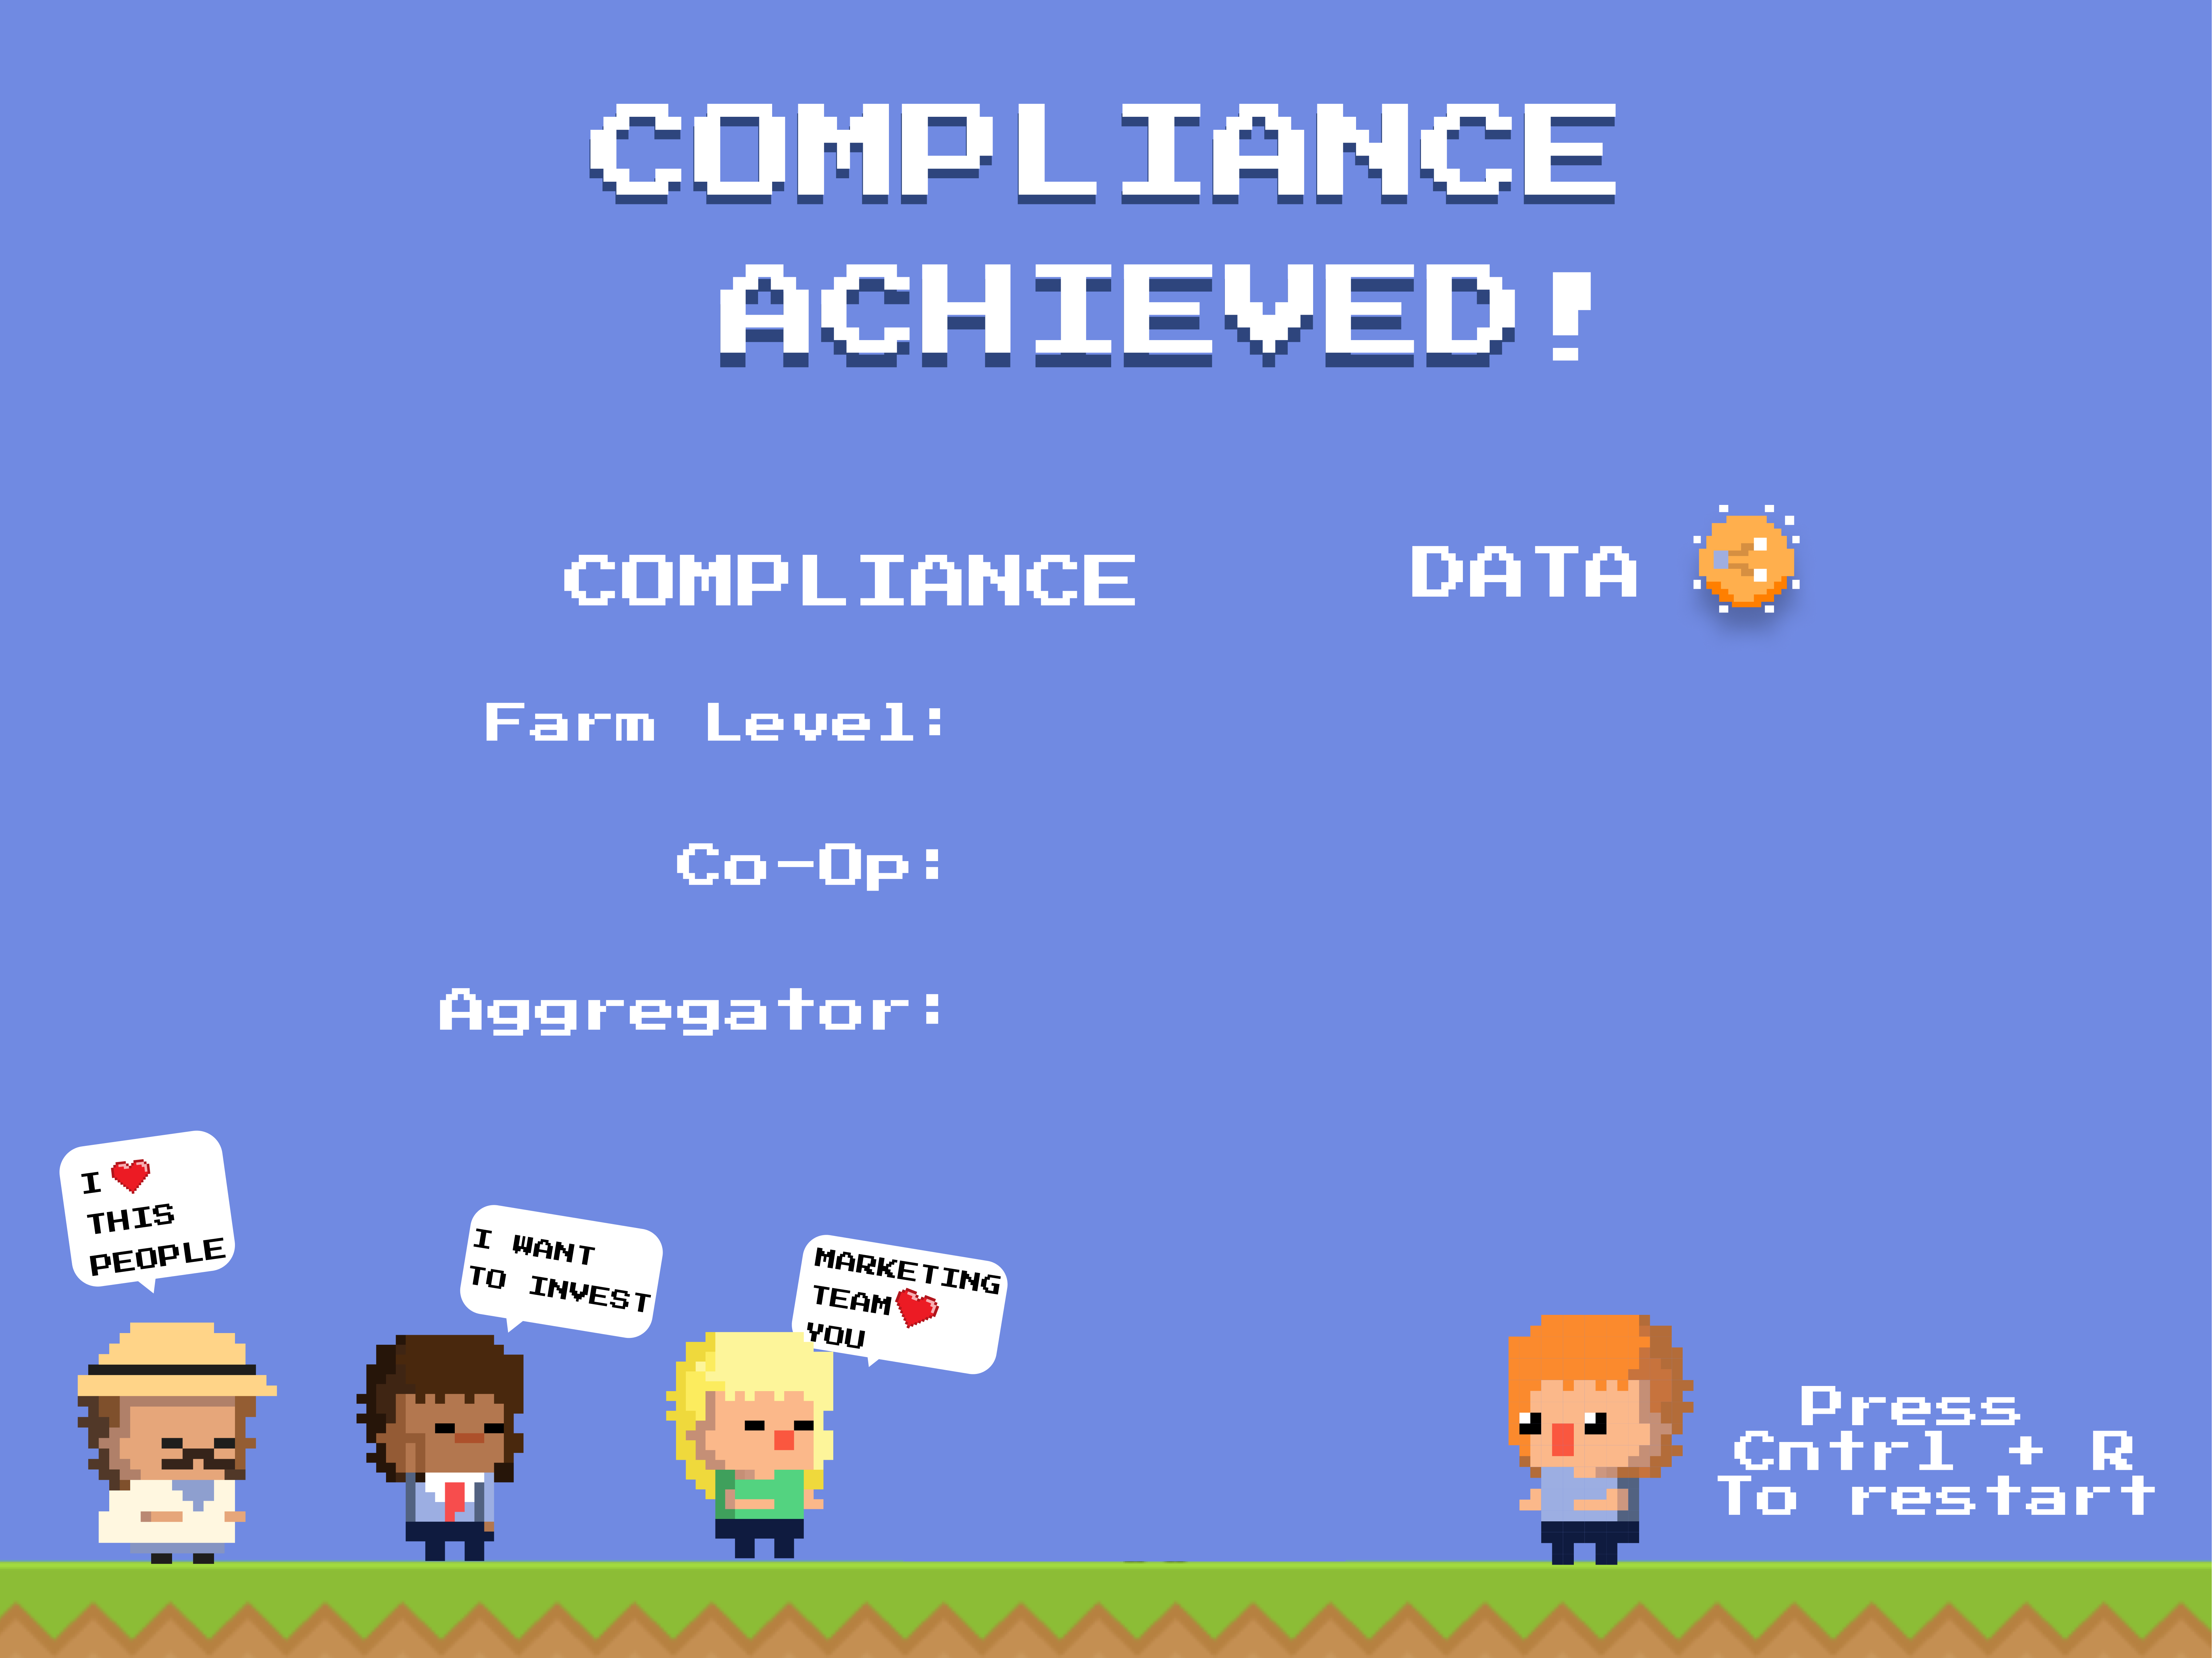 COMPLIANCE
ACHIEVED!
COMPLIANCE
DATA
Farm Level:
Co-Op:
Aggregator:
I
THIS
PEOPLE
I WANT
TO INVEST
MARKETING
TEAM
YOU
Press
Cntrl + R
To restart